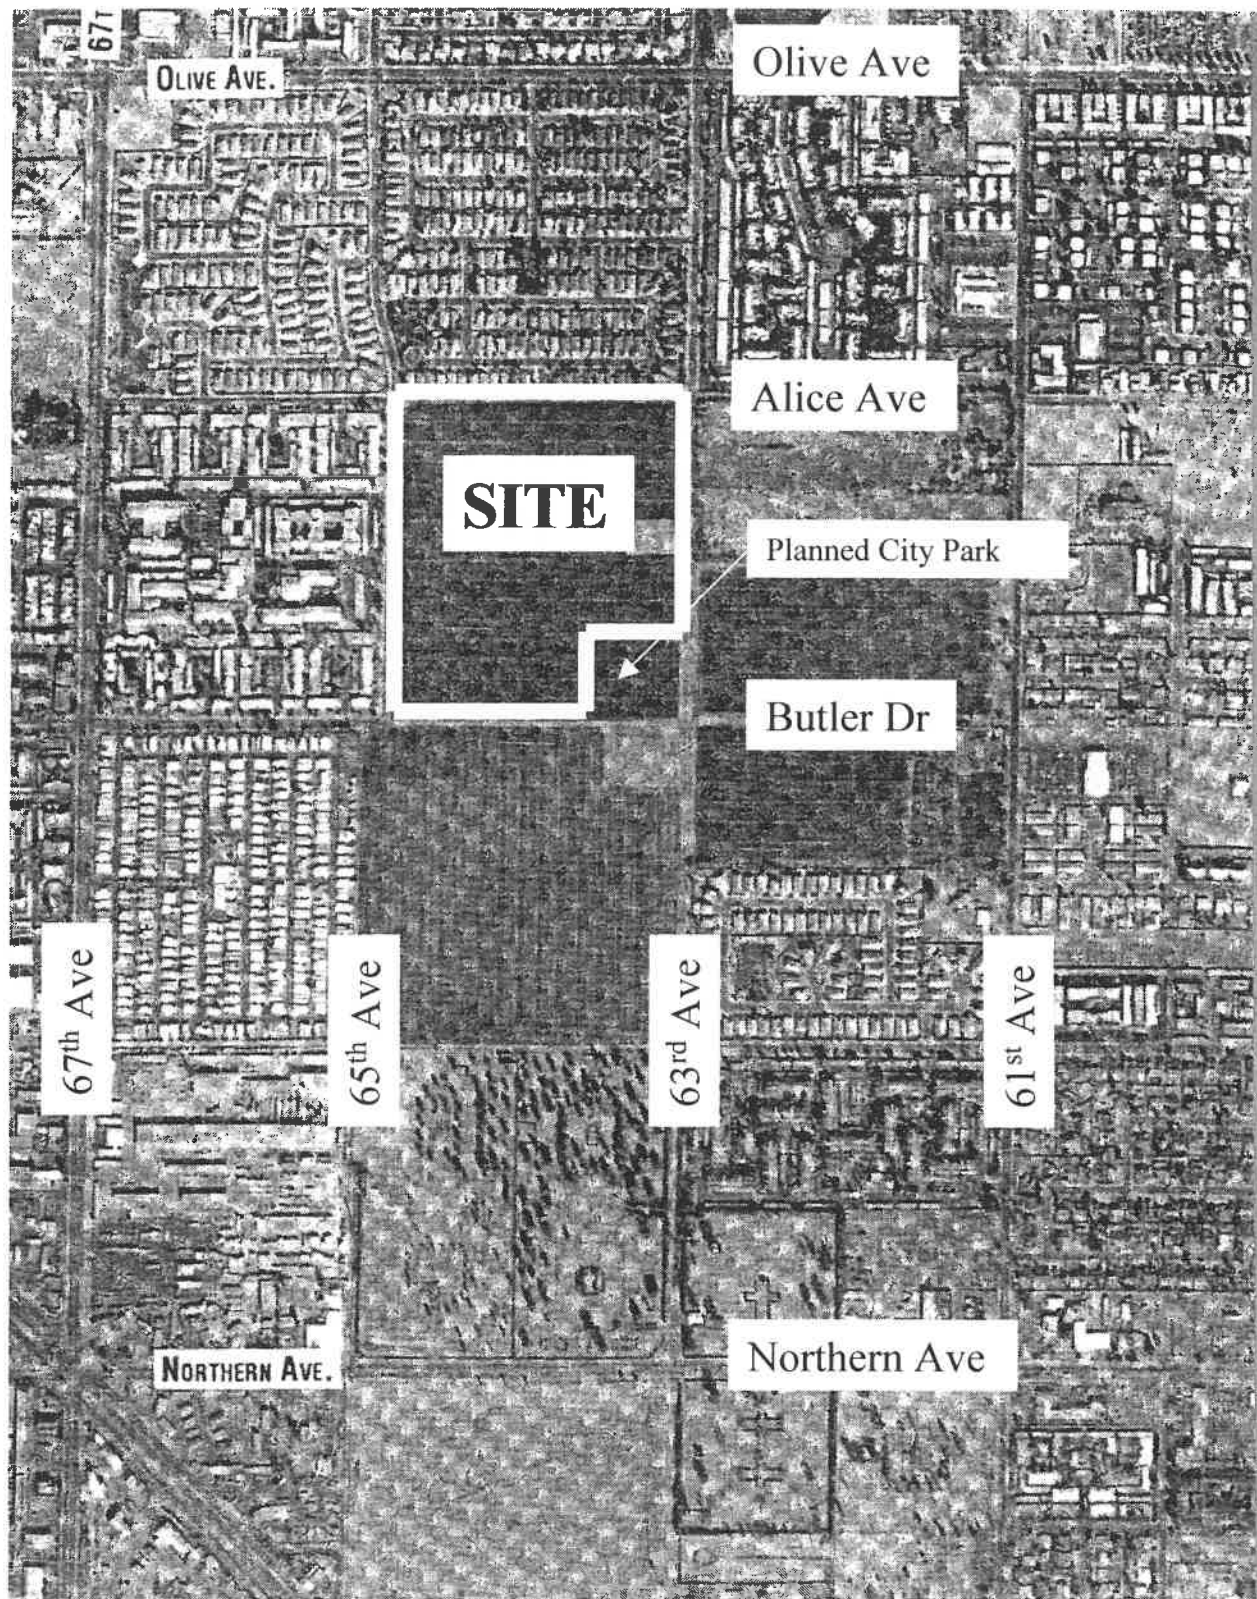 67T
OLIVE AVE.
Olive Ave
Alice Ave
SITE
Planned City Park
Butler Dr
67th Ave
65th Ave
63rd Ave
61st Ave
NORTHERN AVE.
Northern Ave